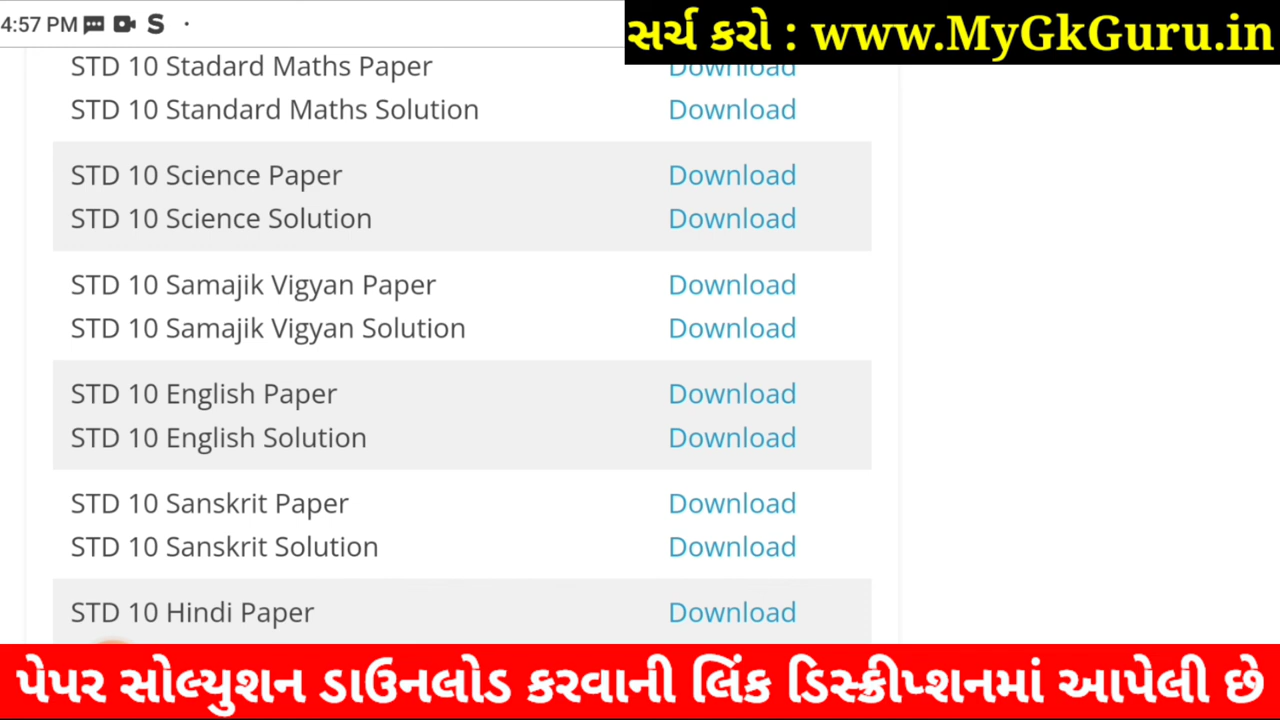 4:57 PM S
સર્ચ કરો : www.MyGkGuru.in
STD 10 Stadard Maths Paper Download
STD 10 Standard Maths Solution Download
STD 10 Science Paper Download
STD 10 Science Solution Download
STD 10 Samajik Vigyan Paper Download
STD 10 Samajik Vigyan Solution Download
STD 10 English Paper Download
STD 10 English Solution Download
STD 10 Sanskrit Paper Download
STD 10 Sanskrit Solution Download
STD 10 Hindi Paper Download
પેપર સોલ્યુશન ડાઉનલોડ કરવાની લિંક ડિસ્ક્રીપ્શનમાં આપેલી છે